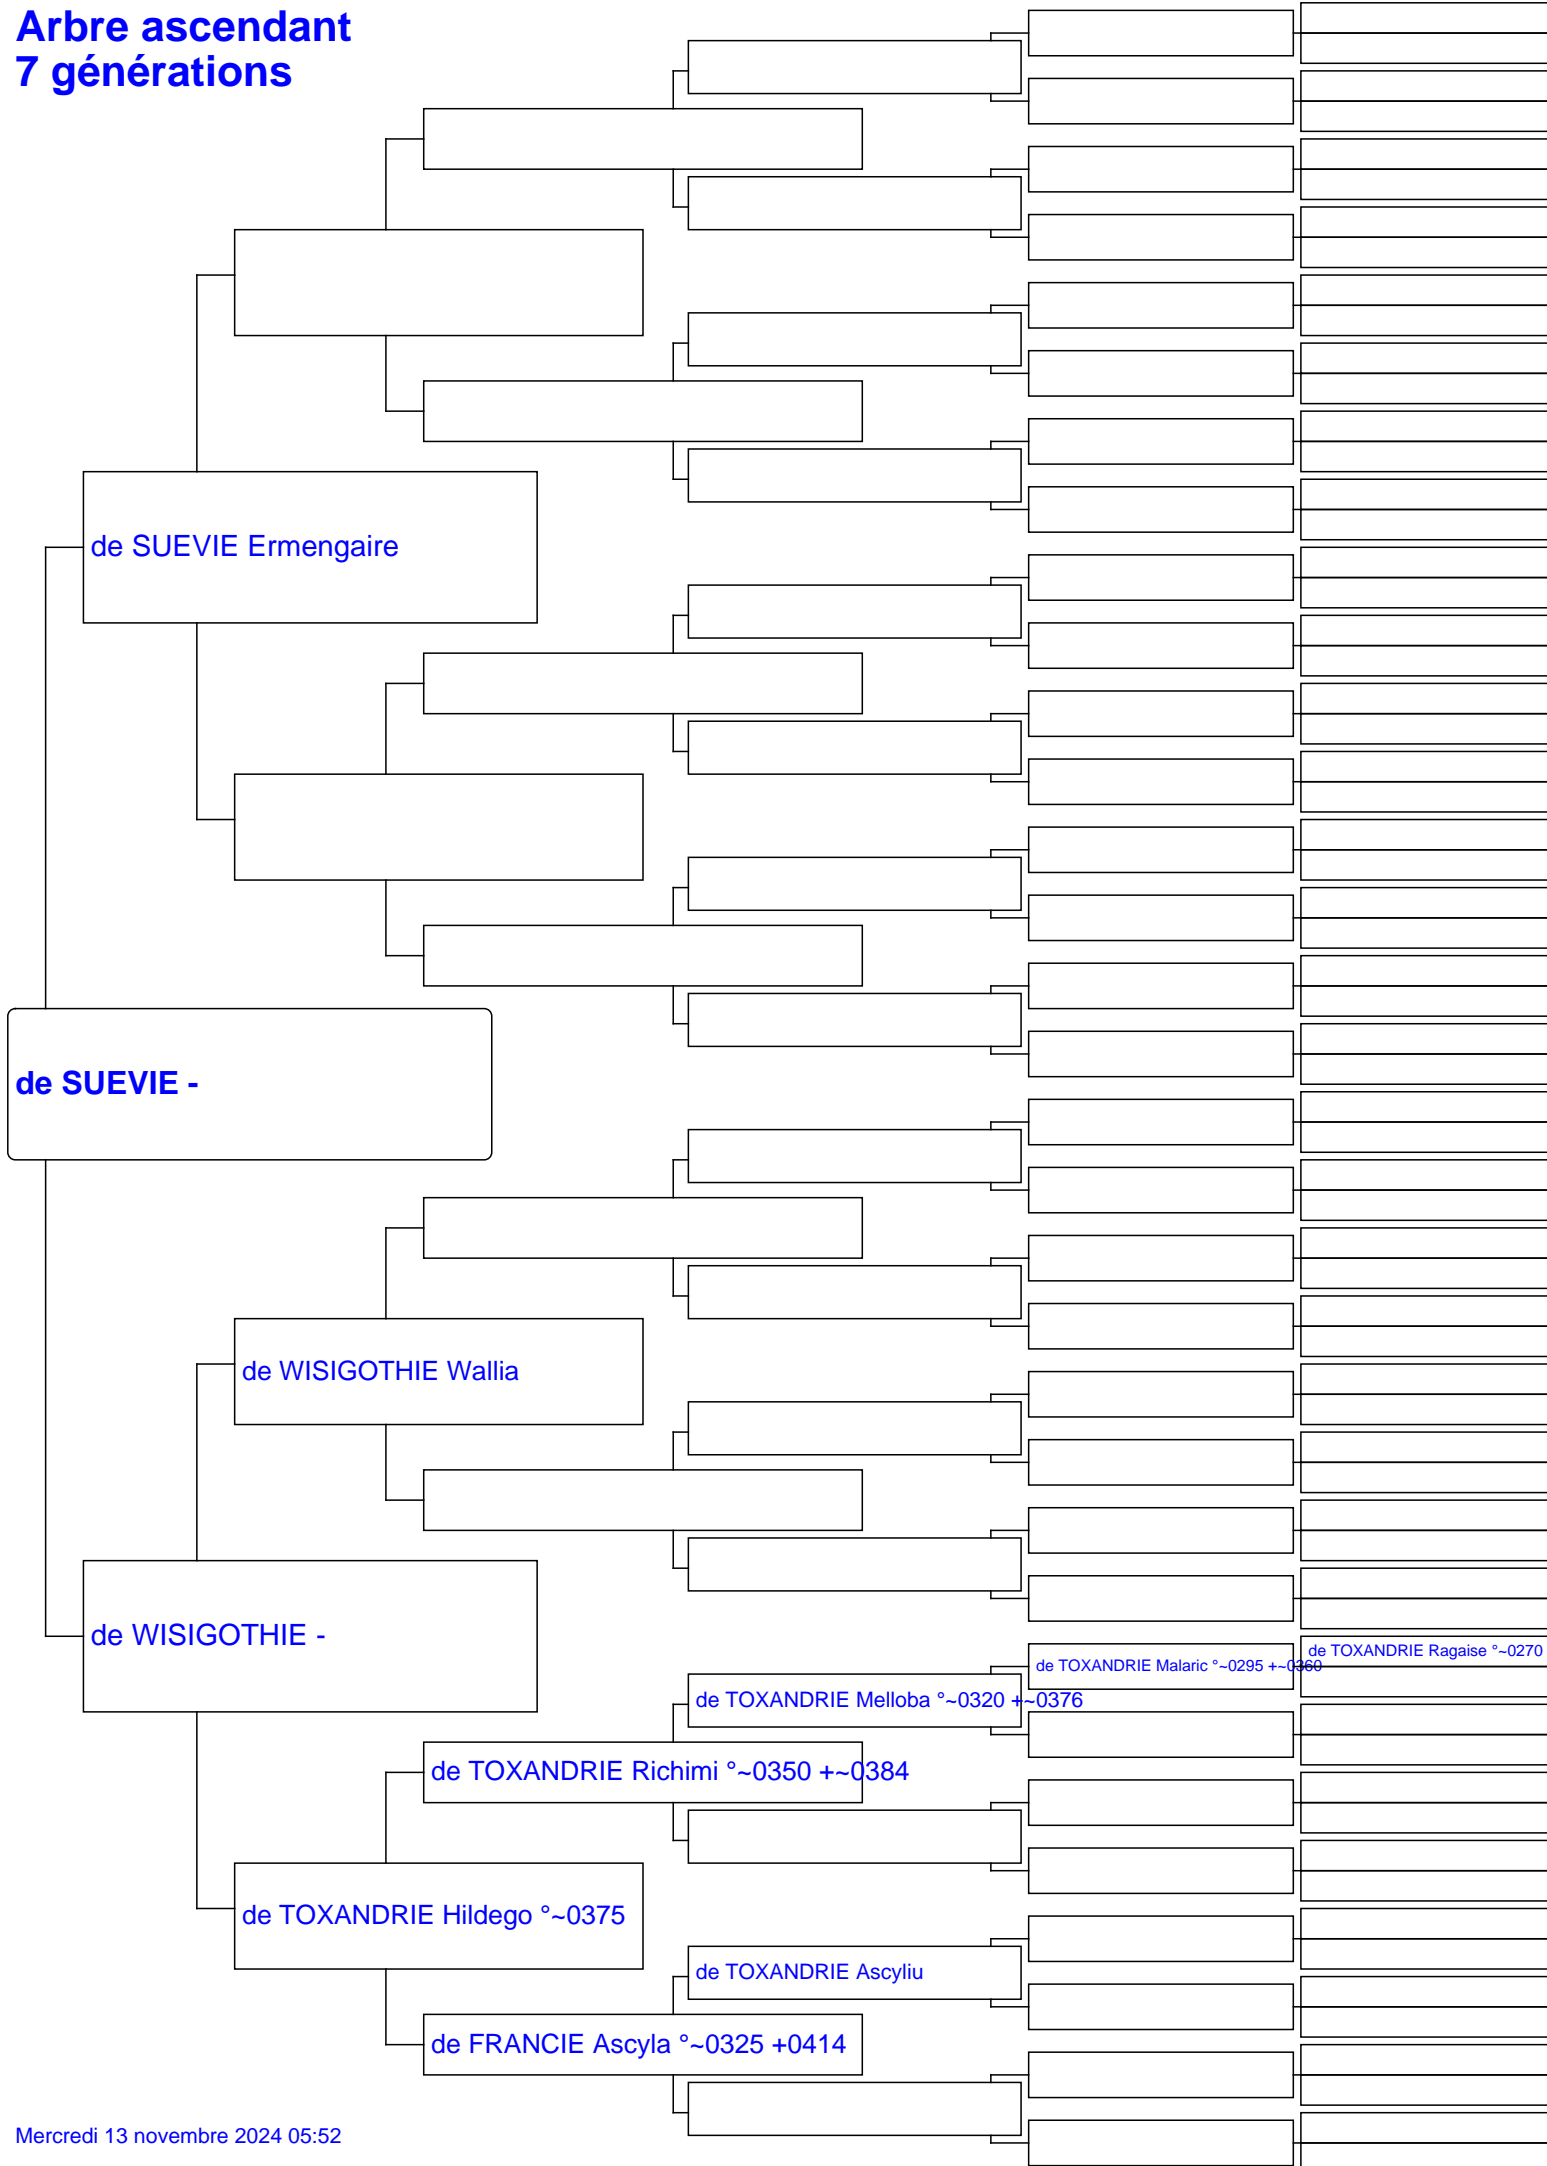 Arbre ascendant
7 générations
de SUEVIE Ermengaire
de SUEVIE -
de WISIGOTHIE Wallia
de WISIGOTHIE -
de TOXANDRIE Ragaise °~0270
de TOXANDRIE Malaric °~0295 +~0360
de TOXANDRIE Melloba °~0320 +~0376
de TOXANDRIE Richimi °~0350 +~0384
de TOXANDRIE Hildego °~0375
de TOXANDRIE Ascyliu
de FRANCIE Ascyla °~0325 +0414
Mercredi 13 novembre 2024 05:52